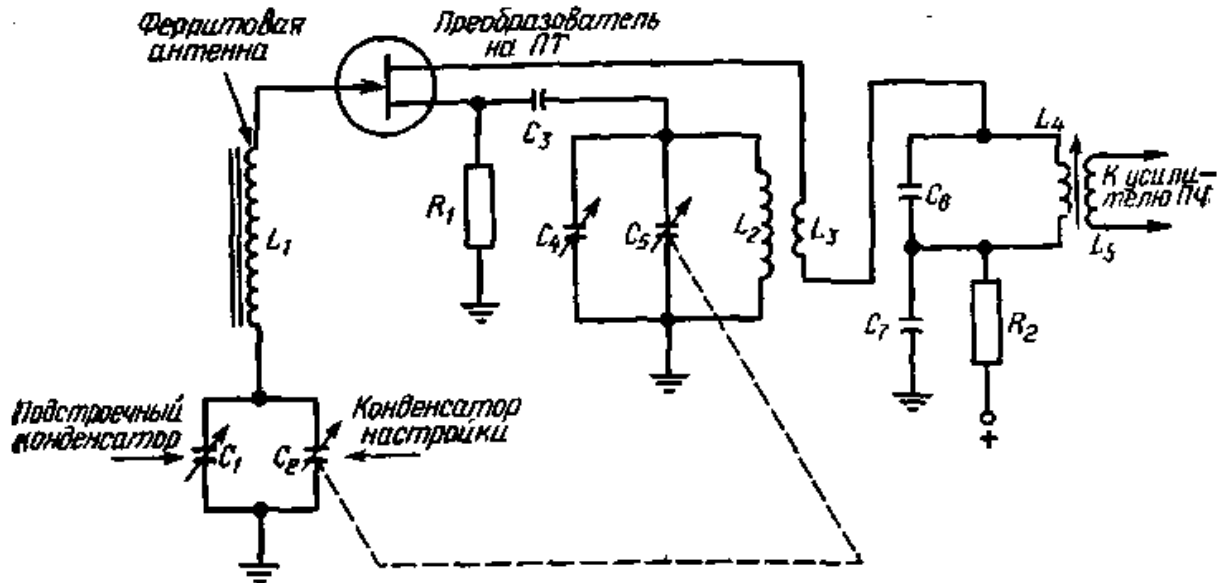 Ферритовая
антенна
Преобразователь
на ПТ
C3
L4
R1
C4
C5
L2
L3
C6
К усили-
телю ПЧ
L5
L1
C7
R2
+
Подстроечный
конденсатор
C1
C2
Конденсатор
настройки